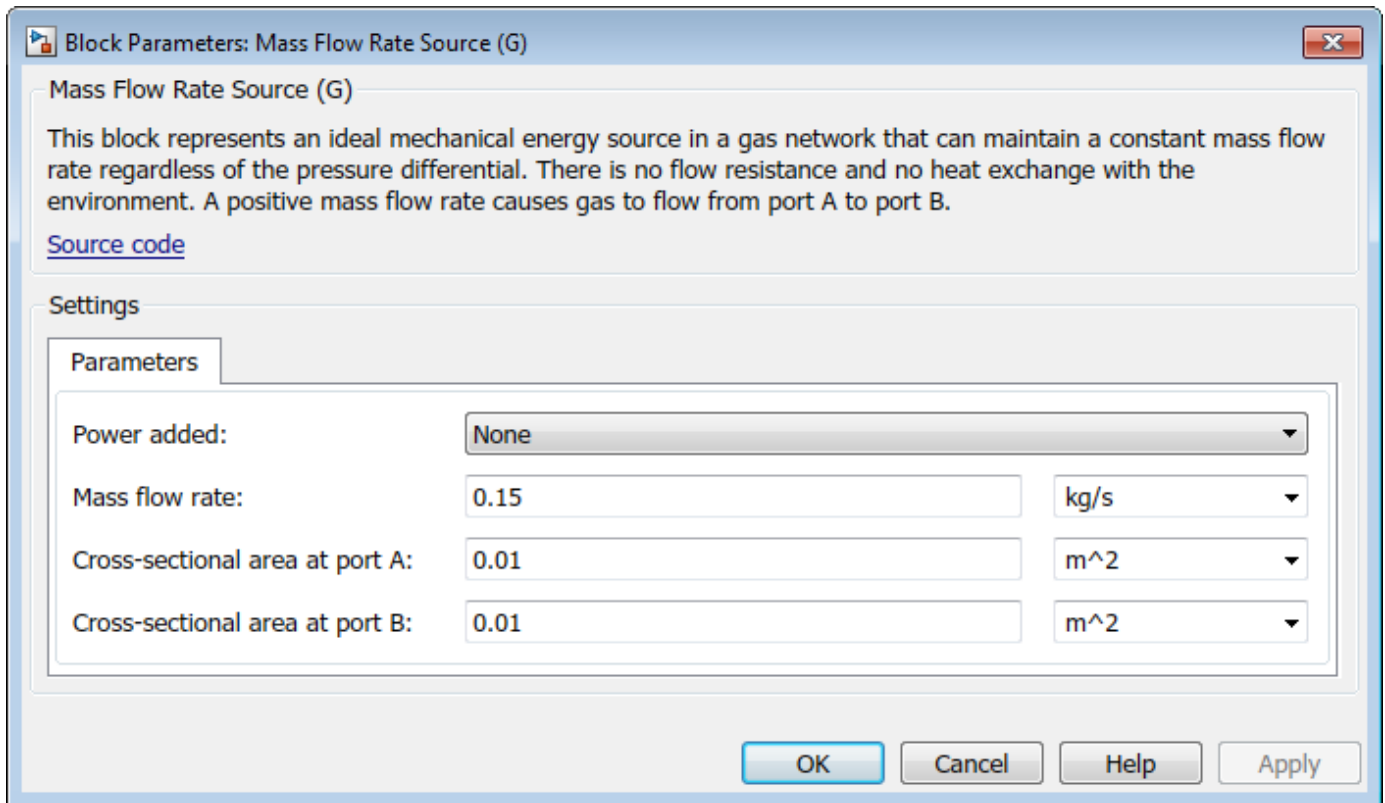 Block Parameters: Mass Flow Rate Source (G)
Mass Flow Rate Source (G)
This block represents an ideal mechanical energy source in a gas network that can maintain a constant mass flow
rate regardless of the pressure differential. There is no flow resistance and no heat exchange with the
environment. A positive mass flow rate causes gas to flow from port A to port B.
Source code
Settings
Parameters
Power added: None
Mass flow rate: 0.15 kg/s
Cross-sectional area at port A: 0.01 m^2
Cross-sectional area at port B: 0.01 m^2
OK Cancel Help Apply